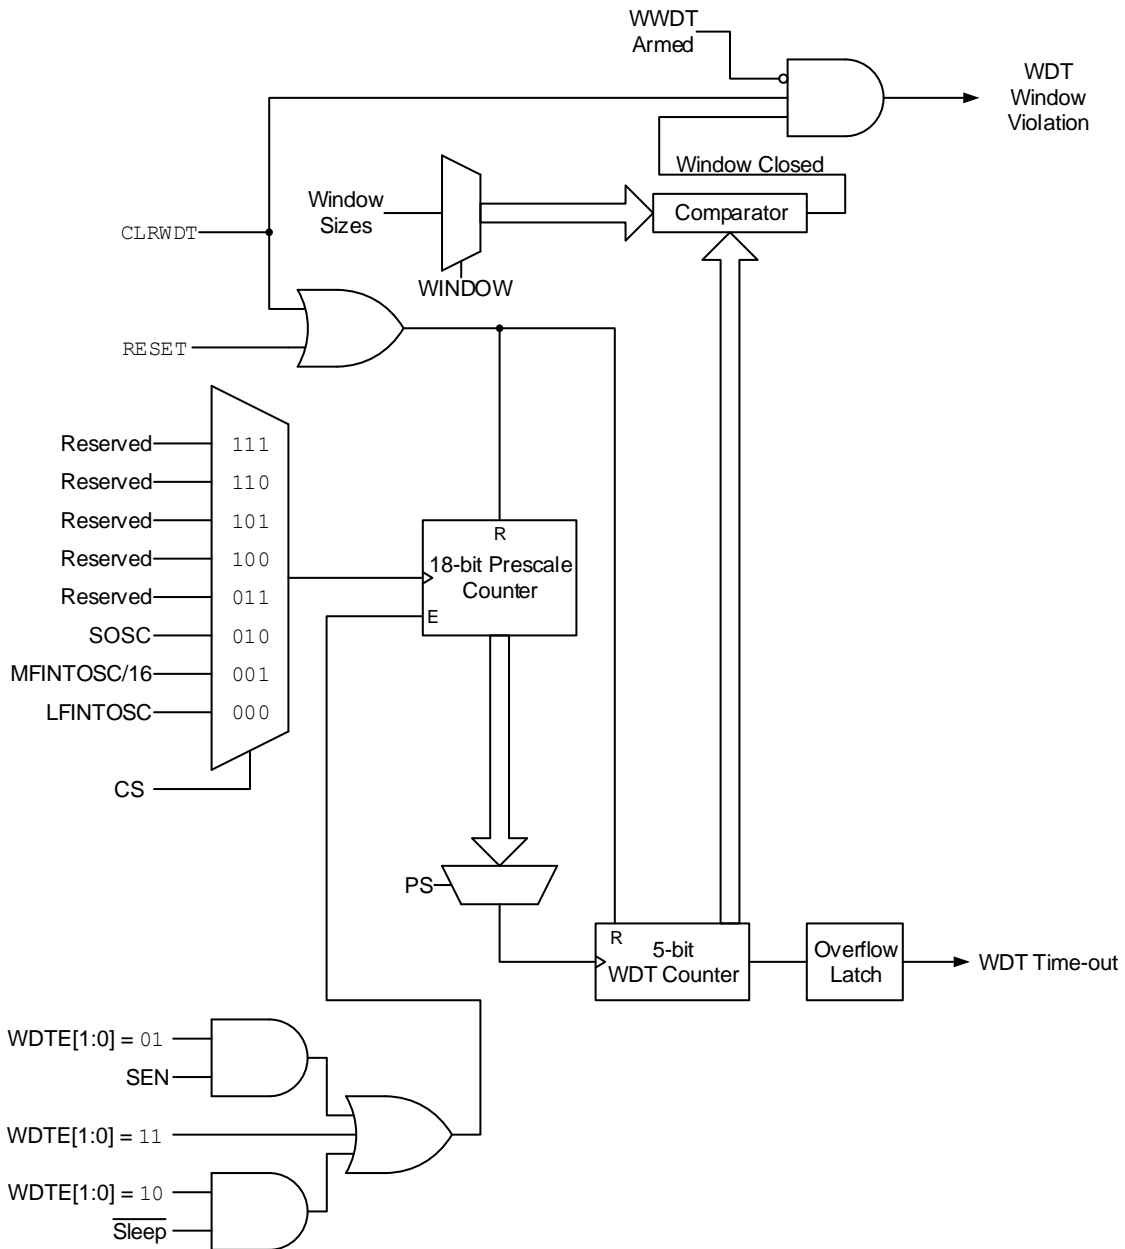 WWDT
Armed
WDT
Window
Violation
Window Closed
Window
Sizes
Comparator
CLRWDT
WINDOW
RESET
Reserved 111
Reserved 110
Reserved 101
Reserved 100
Reserved 011
SOSC 010
MFINTOSC/16 001
LFINTOSC 000
CS
R
18-bit Prescale
Counter
E
PS
R
5-bit
WDT Counter
Overflow
Latch
WDT Time-out
WDTE[1:0] = 01
SEN
WDTE[1:0] = 11
WDTE[1:0] = 10
Sleep